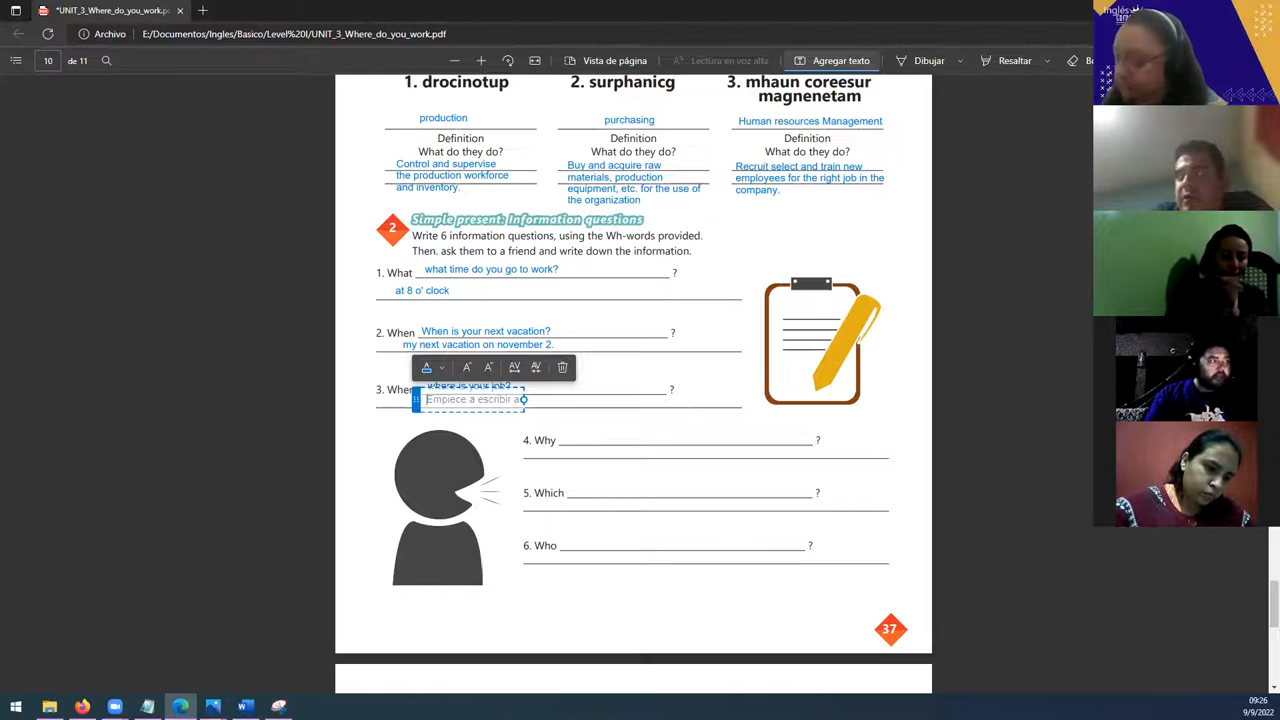 *UNIT_3_Where_do_you_work.p
Archivo E:/Documentos/Ingles/Basico/Level%20I/UNIT_3_Where_do_you_work.pdf
10 de 11 Vista de página Lectura en voz alta Agregar texto Dibujar Resaltar Bo
Inglés
1. drocinotup 2. surphanicg 3. mhaun coreesur
magnenetam
production purchasing Human resources Management
Definition Definition Definition
What do they do? What do they do? What do they do?
Control and supervise Buy and acquire raw Recruit select and train new
the production workforce materials, production employees for the right job in the
and inventory. equipment, etc. for the use of company.
the organization
2 Simple present: Information questions
Write 6 information questions, using the Wh-words provided.
Then. ask them to a friend and write down the information.
1. What what time do you go to work? ?
at 8 o' clock
2. When When is your next vacation? ?
my next vacation on november 2.
3. Wher where is your job? ?
Empiece a escribir a
4. Why ?
5. Which ?
6. Who ?
37
09:26
9/9/2022